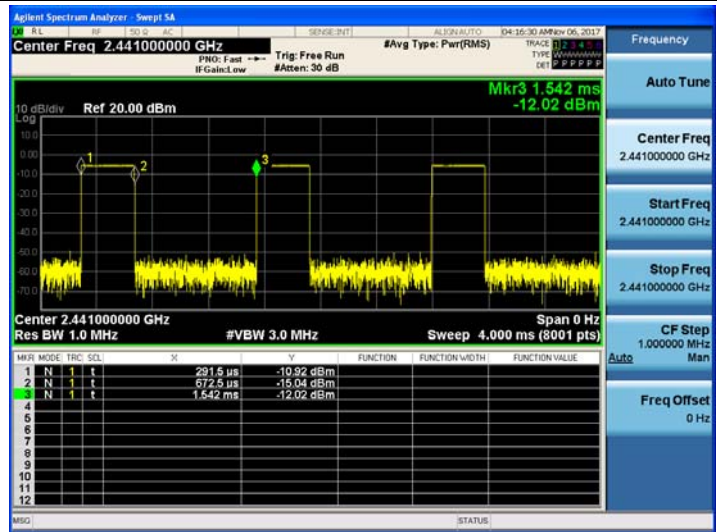 Agilent Spectrum Analyzer - Swept SA
RL RF 50 Ω AC SENSE:INT ALIGN AUTO 04:16:30 AM Nov 06, 2017
Center Freq 2.441000000 GHz #Avg Type: Pwr(RMS) TRACE 1 2 3 4 5 6
PNO: Fast Trig: Free Run TYPE
IFGain:Low #Atten: 30 dB DET P P P P P P
Mkr3 1.542 ms
-12.02 dBm
10 dB/div Ref 20.00 dBm
Log
10.0
0.00
-10.0
-20.0
-30.0
-40.0
-50.0
-60.0
-70.0
1
2
3
Center 2.441000000 GHz Span 0 Hz
Res BW 1.0 MHz #VBW 3.0 MHz Sweep 4.000 ms (8001 pts)
MKR MODE TRC SCL X Y FUNCTION FUNCTION WIDTH FUNCTION VALUE
1 N 1 t 291.5 µs -10.92 dBm
2 N 1 t 672.5 µs -15.04 dBm
3 N 1 t 1.542 ms -12.02 dBm
4
5
6
7
8
9
10
11
12
MSG STATUS
Frequency
Auto Tune
Center Freq
2.441000000 GHz
Start Freq
2.441000000 GHz
Stop Freq
2.441000000 GHz
CF Step
1.000000 MHz
Auto Man
Freq Offset
0 Hz